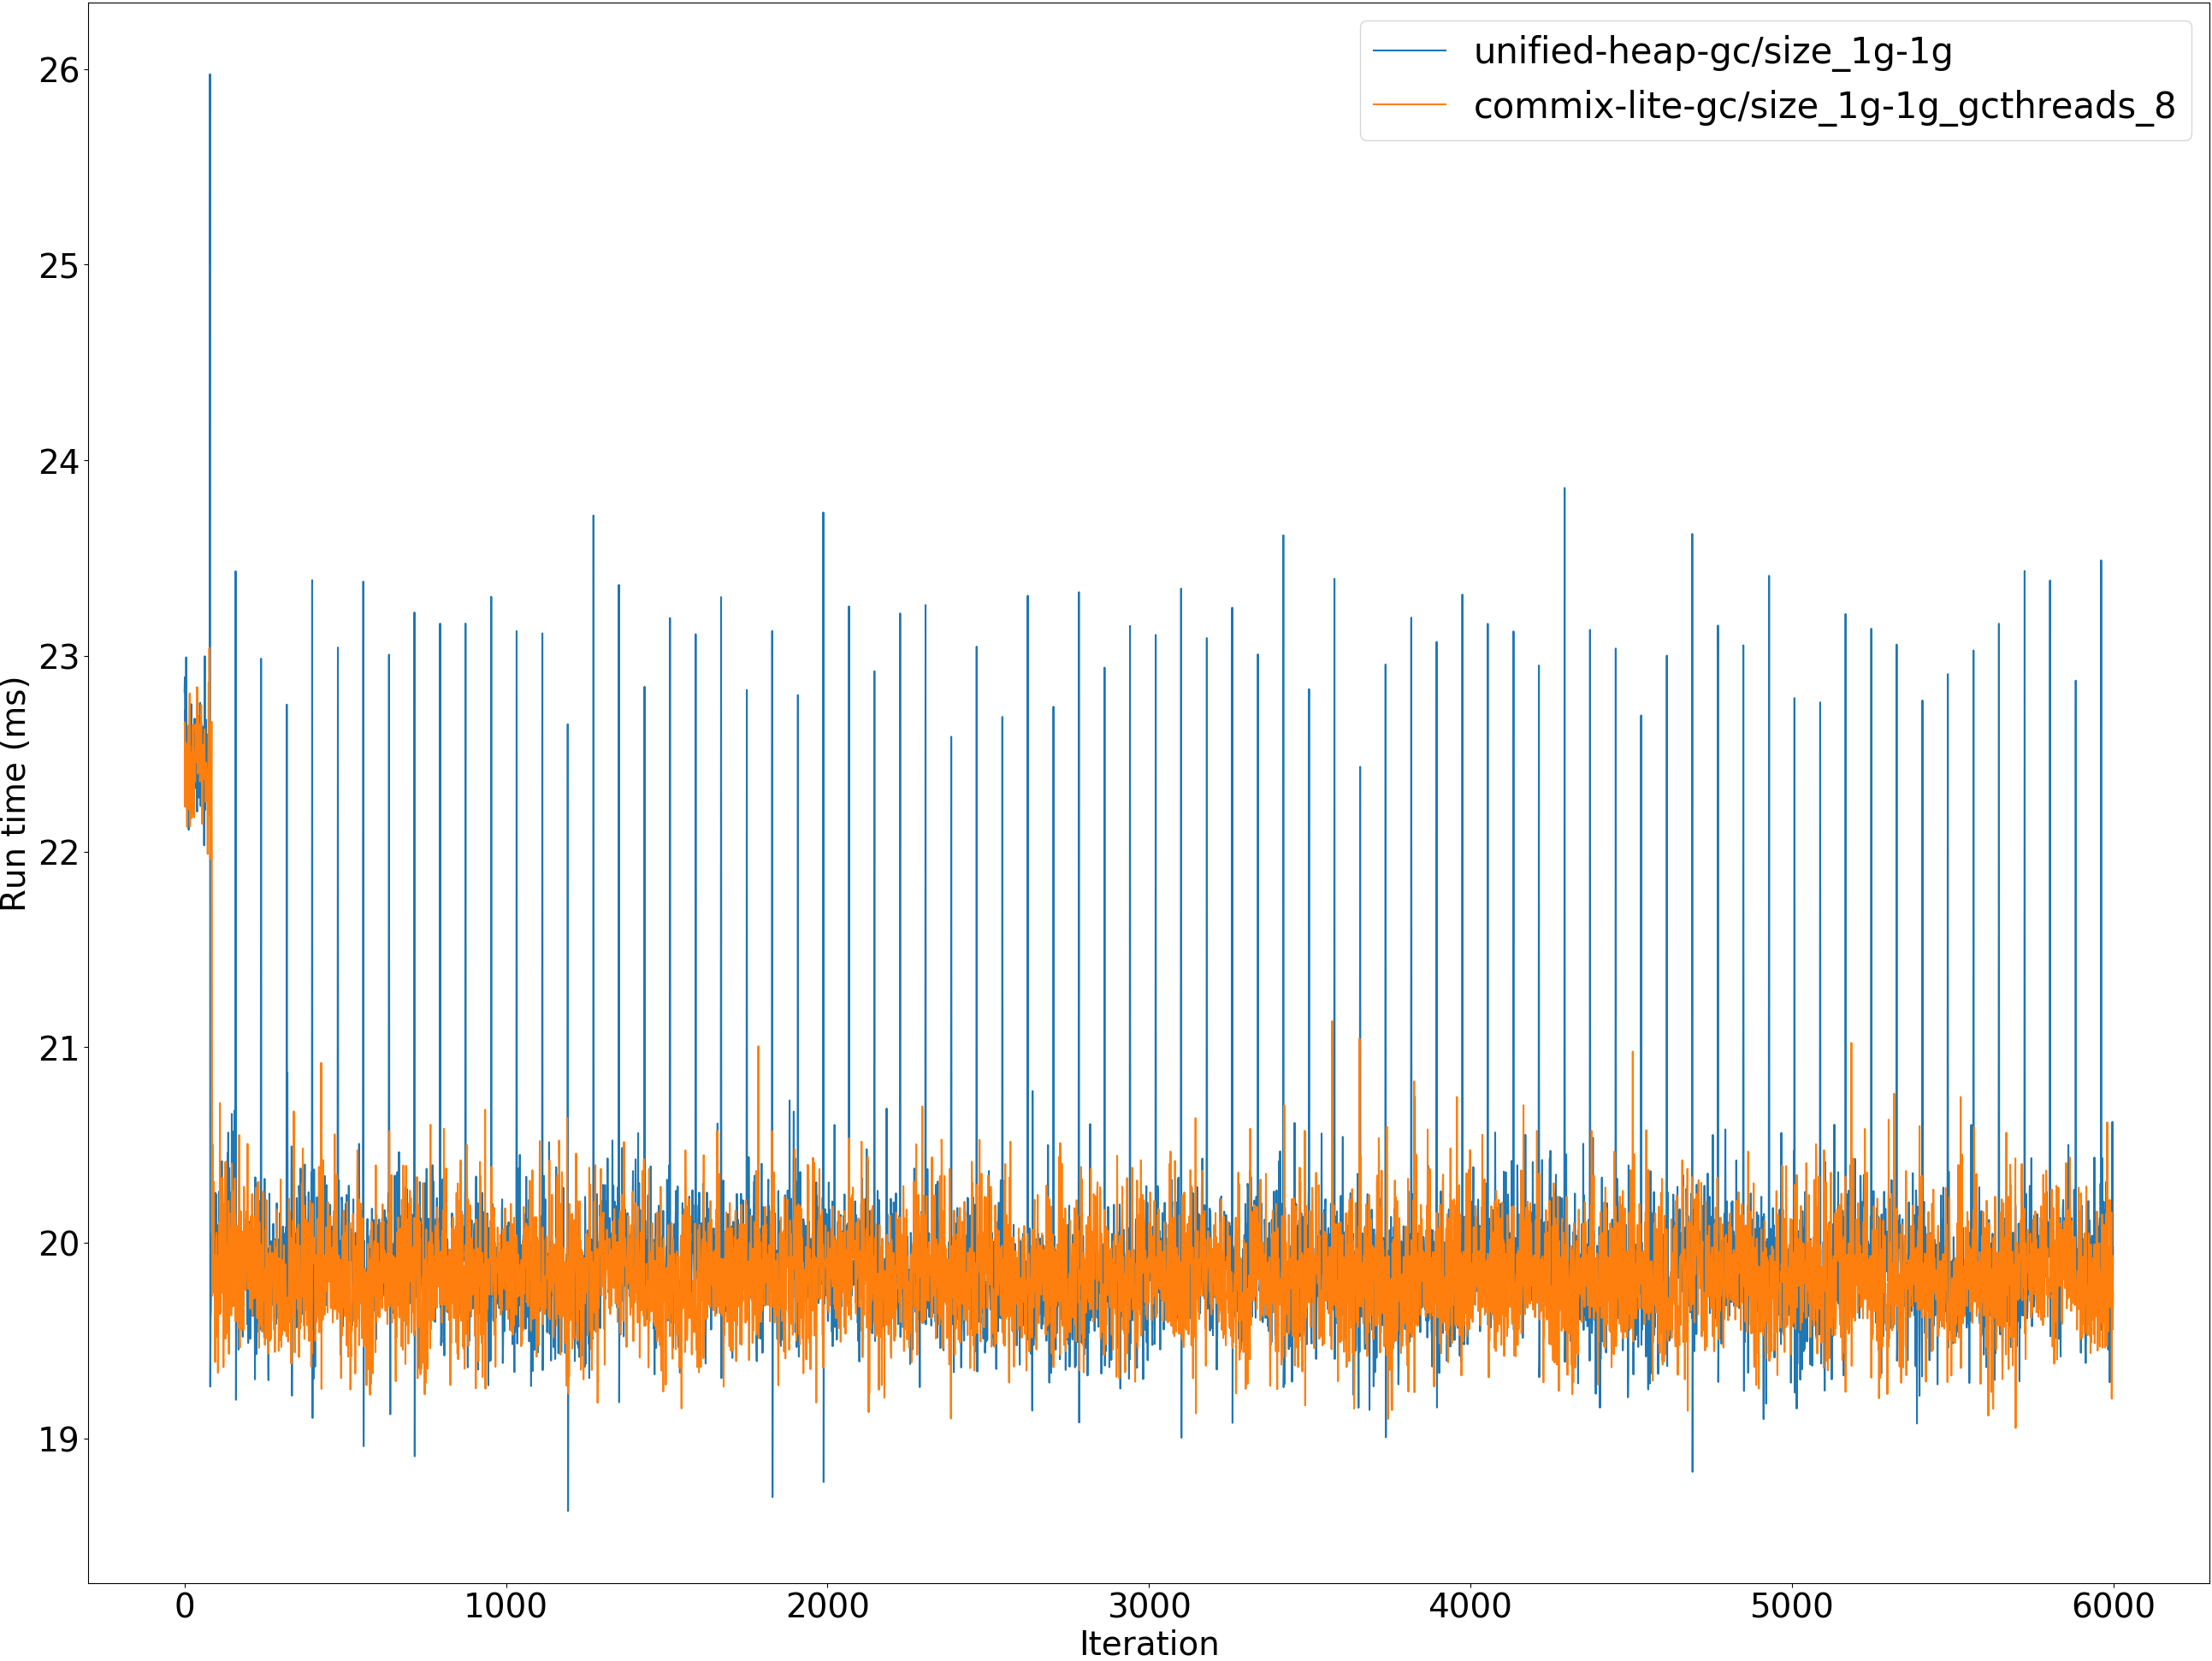 unified-heap-gc/size_1g-1g
commix-lite-gc/size_1g-1g_gcthreads_8
26
25
24
23
22
21
20
19
Run time (ms)
0 1000 2000 3000 4000 5000 6000
Iteration